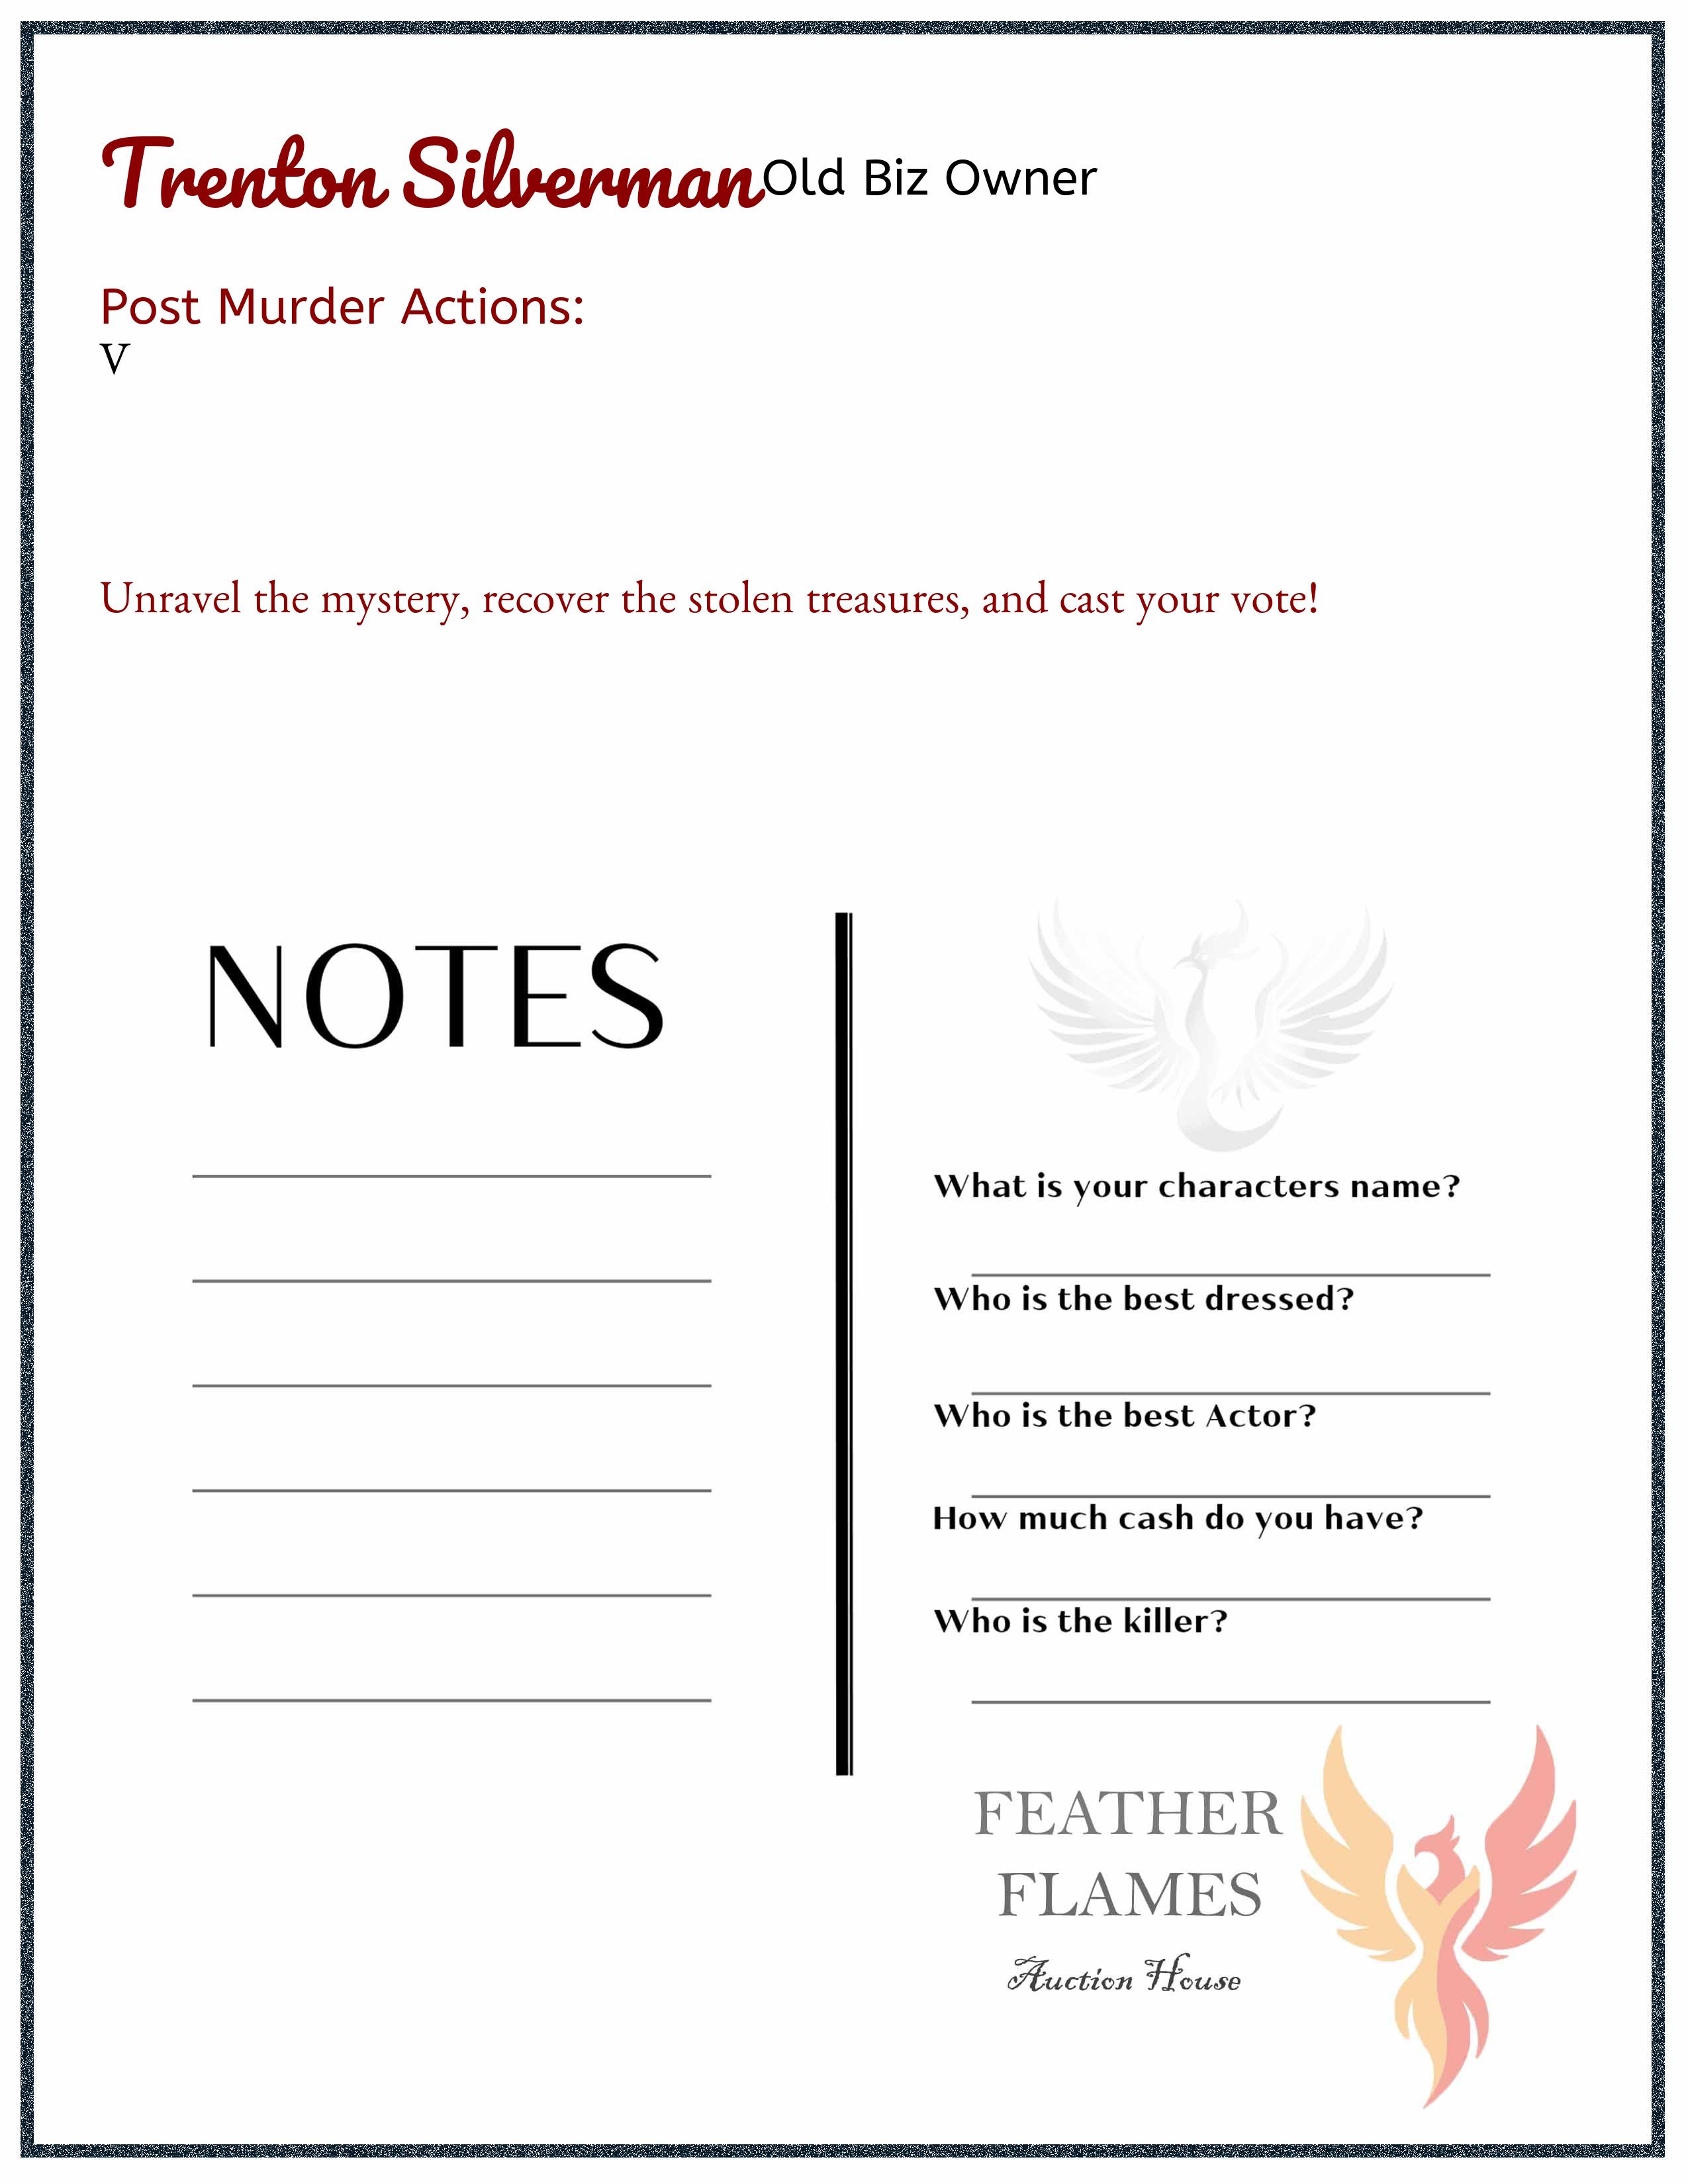 Trenton Silverman Old Biz Owner
Post Murder Actions:
V
Unravel the mystery, recover the stolen treasures, and cast your vote!
NOTES
What is your characters name?
Who is the best dressed?
Who is the best Actor?
How much cash do you have?
Who is the killer?
FEATHER
FLAMES
Auction House